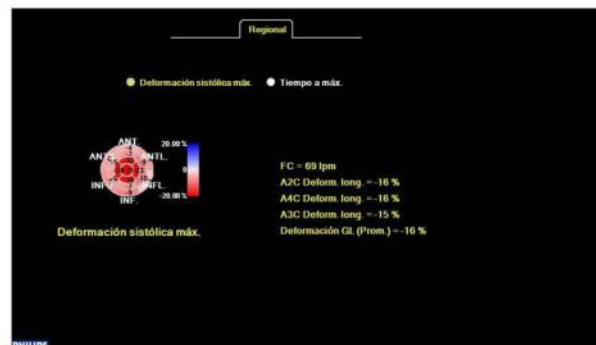 Regional
Deformación sistólica máx.
Tiempo a máx.
ANT.
20.00 %
ANTL.
0
INF.
-20.00 %
FC = 69 lpm
A2C Deform. long. = -16 %
A4C Deform. long. = -16 %
A3C Deform. long. = -15 %
Deformación GL (Prom.) = -16 %
Deformación sistólica máx.
PHILIPS